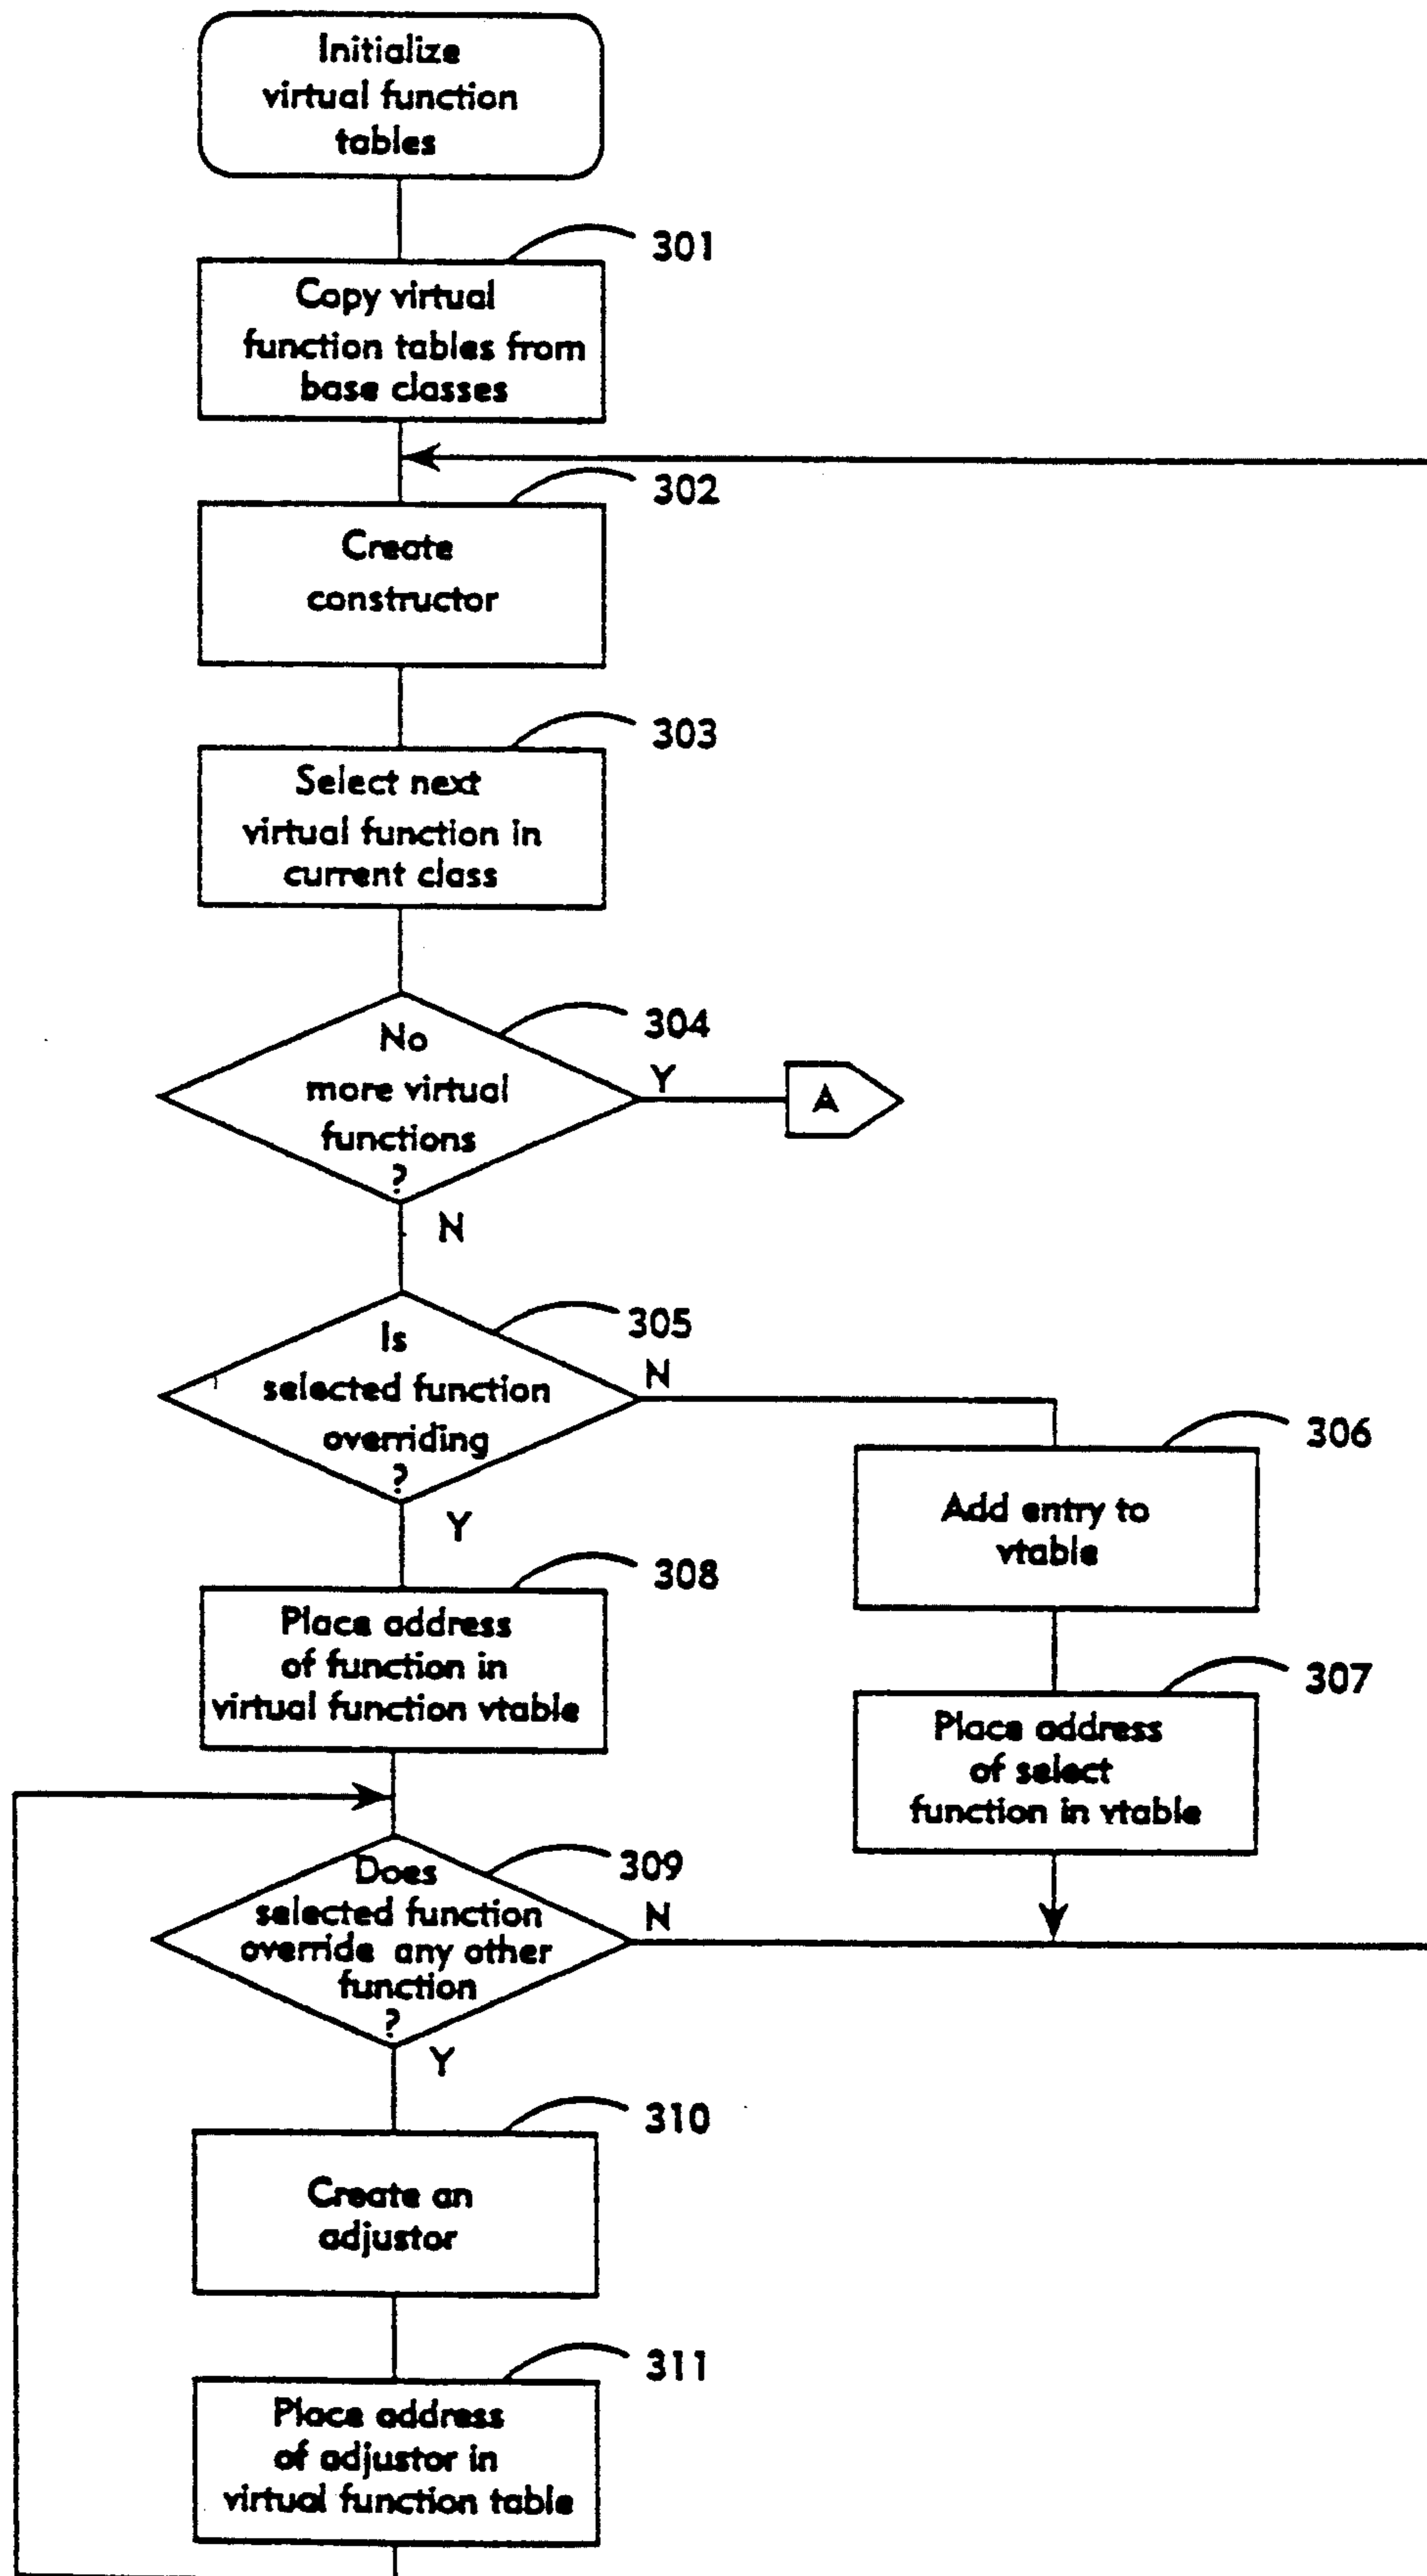 Initialize
virtual function
tables
301
Copy virtual
function tables from
base classes
302
Create
constructor
303
Select next
virtual function in
current class
304
No
more virtual
functions
?
Y
A
N
305
Is
selected function
overriding
?
N
Y
306
Add entry to
vtable
308
Place address
of function in
virtual function vtable
307
Place address
of select
function in vtable
309
Does
selected function
override any other
function
?
N
Y
310
Create an
adjustor
311
Place address
of adjustor in
virtual function table